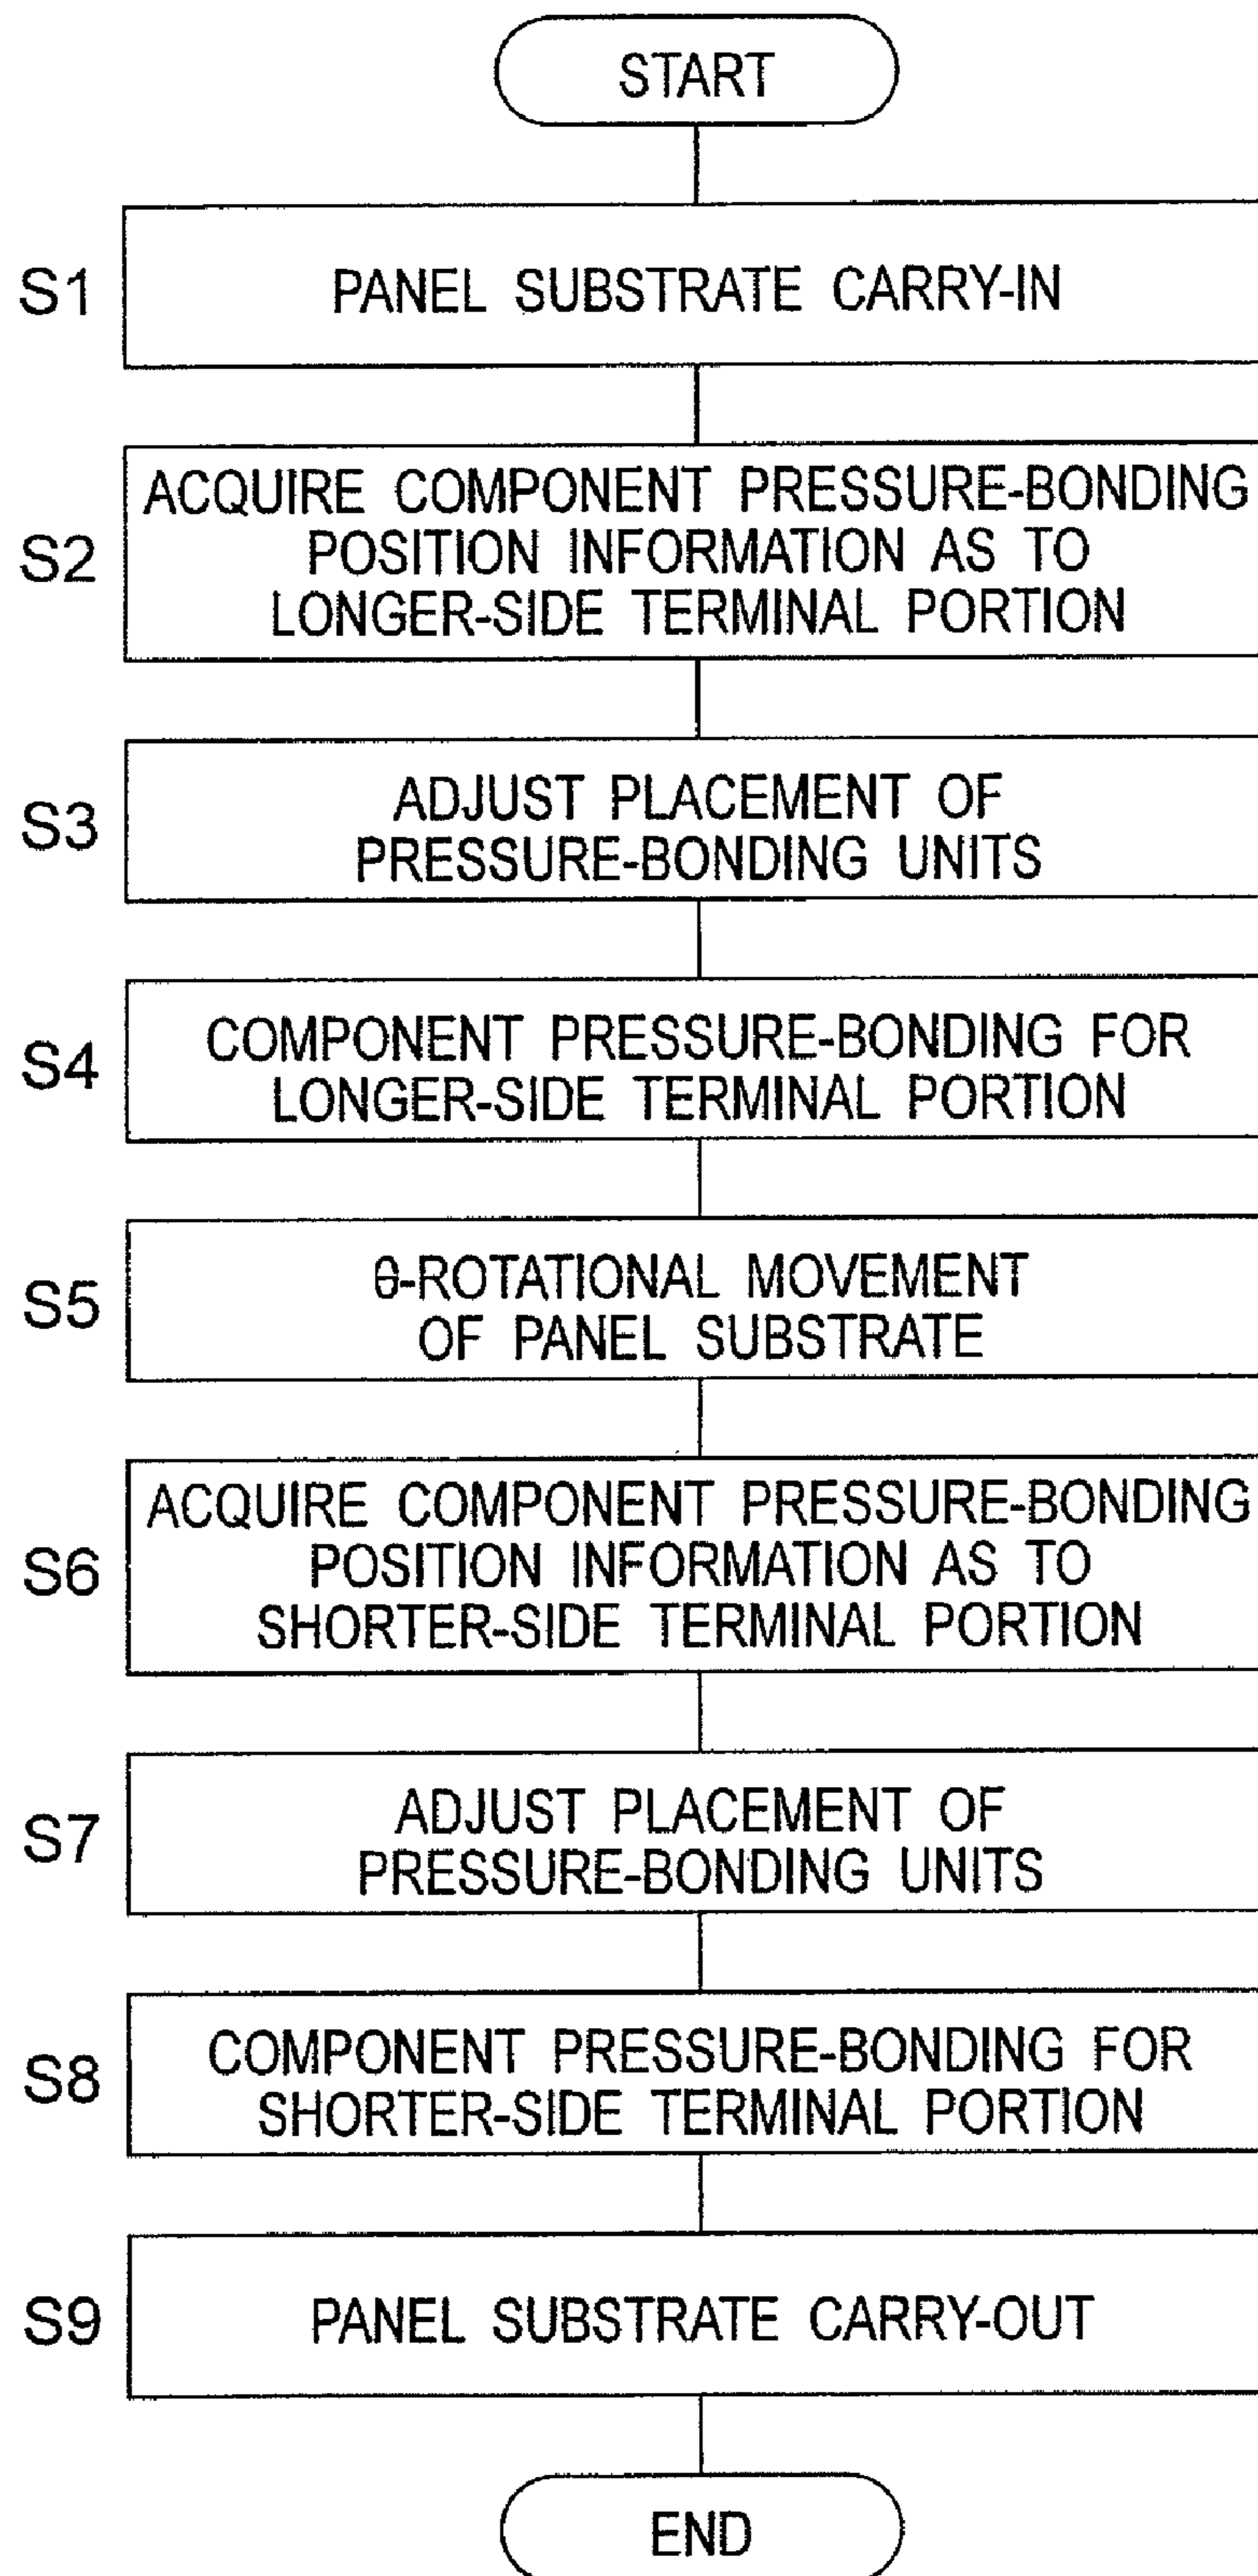 START
S1
PANEL SUBSTRATE CARRY-IN
S2
ACQUIRE COMPONENT PRESSURE-BONDING
POSITION INFORMATION AS TO
LONGER-SIDE TERMINAL PORTION
S3
ADJUST PLACEMENT OF
PRESSURE-BONDING UNITS
S4
COMPONENT PRESSURE-BONDING FOR
LONGER-SIDE TERMINAL PORTION
S5
θ-ROTATIONAL MOVEMENT
OF PANEL SUBSTRATE
S6
ACQUIRE COMPONENT PRESSURE-BONDING
POSITION INFORMATION AS TO
SHORTER-SIDE TERMINAL PORTION
S7
ADJUST PLACEMENT OF
PRESSURE-BONDING UNITS
S8
COMPONENT PRESSURE-BONDING FOR
SHORTER-SIDE TERMINAL PORTION
S9
PANEL SUBSTRATE CARRY-OUT
END